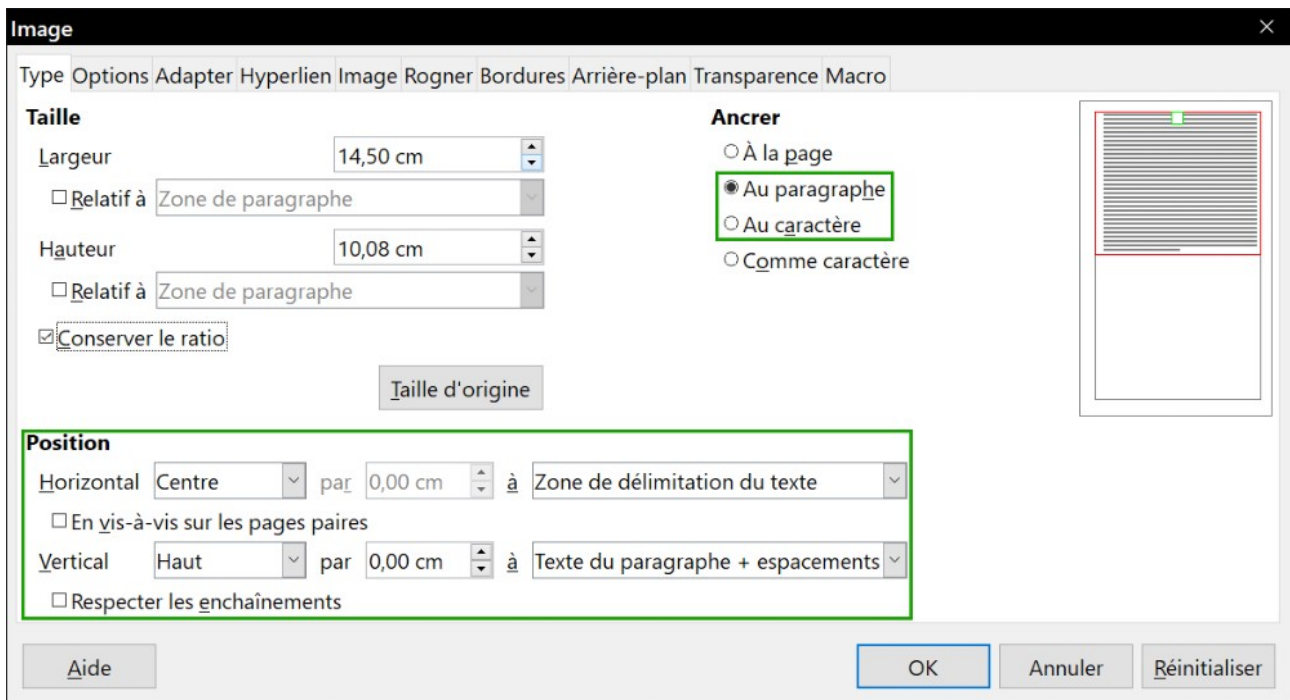 Image
Type Options Adapter Hyperlien Image Rogner Bordures Arrière-plan Transparence Macro
Taille
Largeur 14,50 cm
Relatif à Zone de paragraphe
Hauteur 10,08 cm
Relatif à Zone de paragraphe
Conserver le ratio
Taille d'origine
Ancrer
À la page
Au paragraphe
Au caractère
Comme caractère
Position
Horizontal Centre par 0,00 cm à Zone de délimitation du texte
En vis-à-vis sur les pages paires
Vertical Haut par 0,00 cm à Texte du paragraphe + espacements
Respecter les enchaînements
Aide OK Annuler Réinitialiser